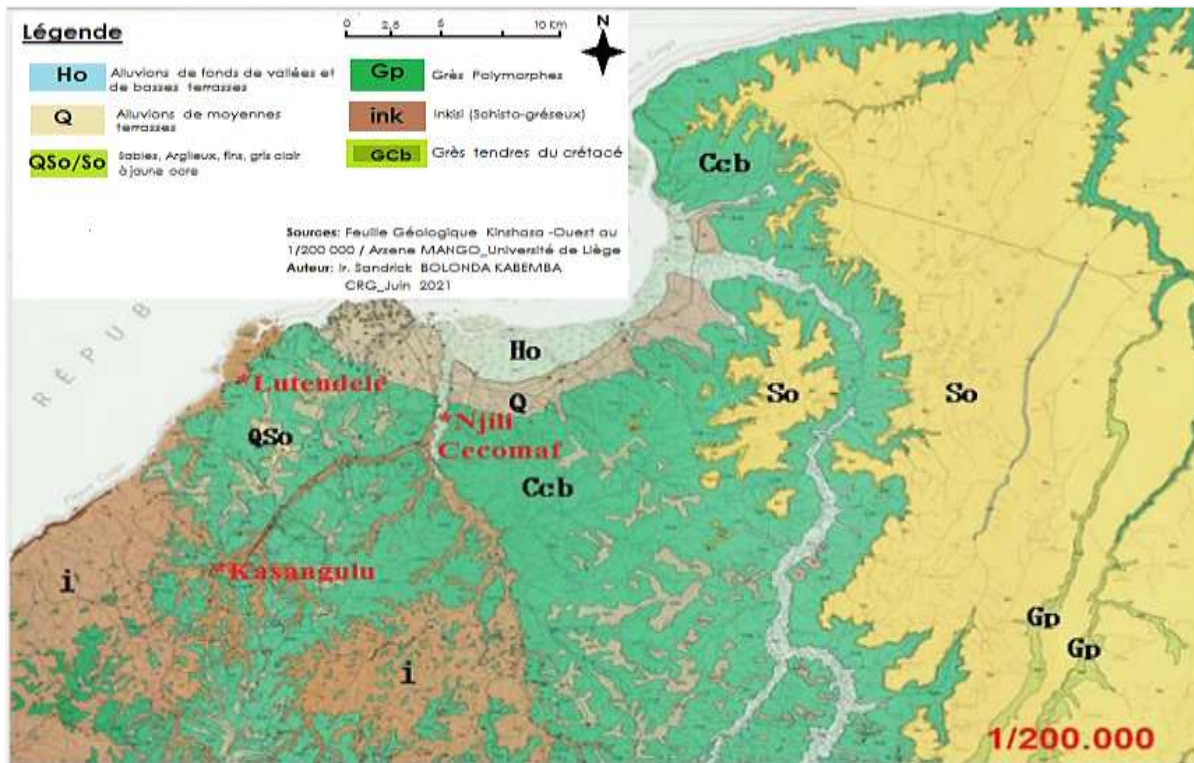 Légende
0 2,5 5 10 Km
N
Ho
Alluvions de fonds de vallées et
de basses terrasses
Q
Alluvions de moyennes
terrasses
QSo/So
Sables, Argileux, fins, gris clair
à jaune ocre
Gp
Grès Polymorphes
ink
Inkisi (Schisto-gréseux)
GCb
Grès tendres du crétacé
Sources: Feuille Géologique Kinshasa -Ouest au
1/200 000 / Arsene MANGO_Université de Liège
Auteur: Ir. Sandrick BOLONDA KABEMBA
CRG_Juin 2021
REPUB
Ccb
Ho
*Lutendele
Q
So
So
*Njili
Cecomaf
QSo
Ccb
*Kasangulu
i
i
Gp
Gp
1/200.000